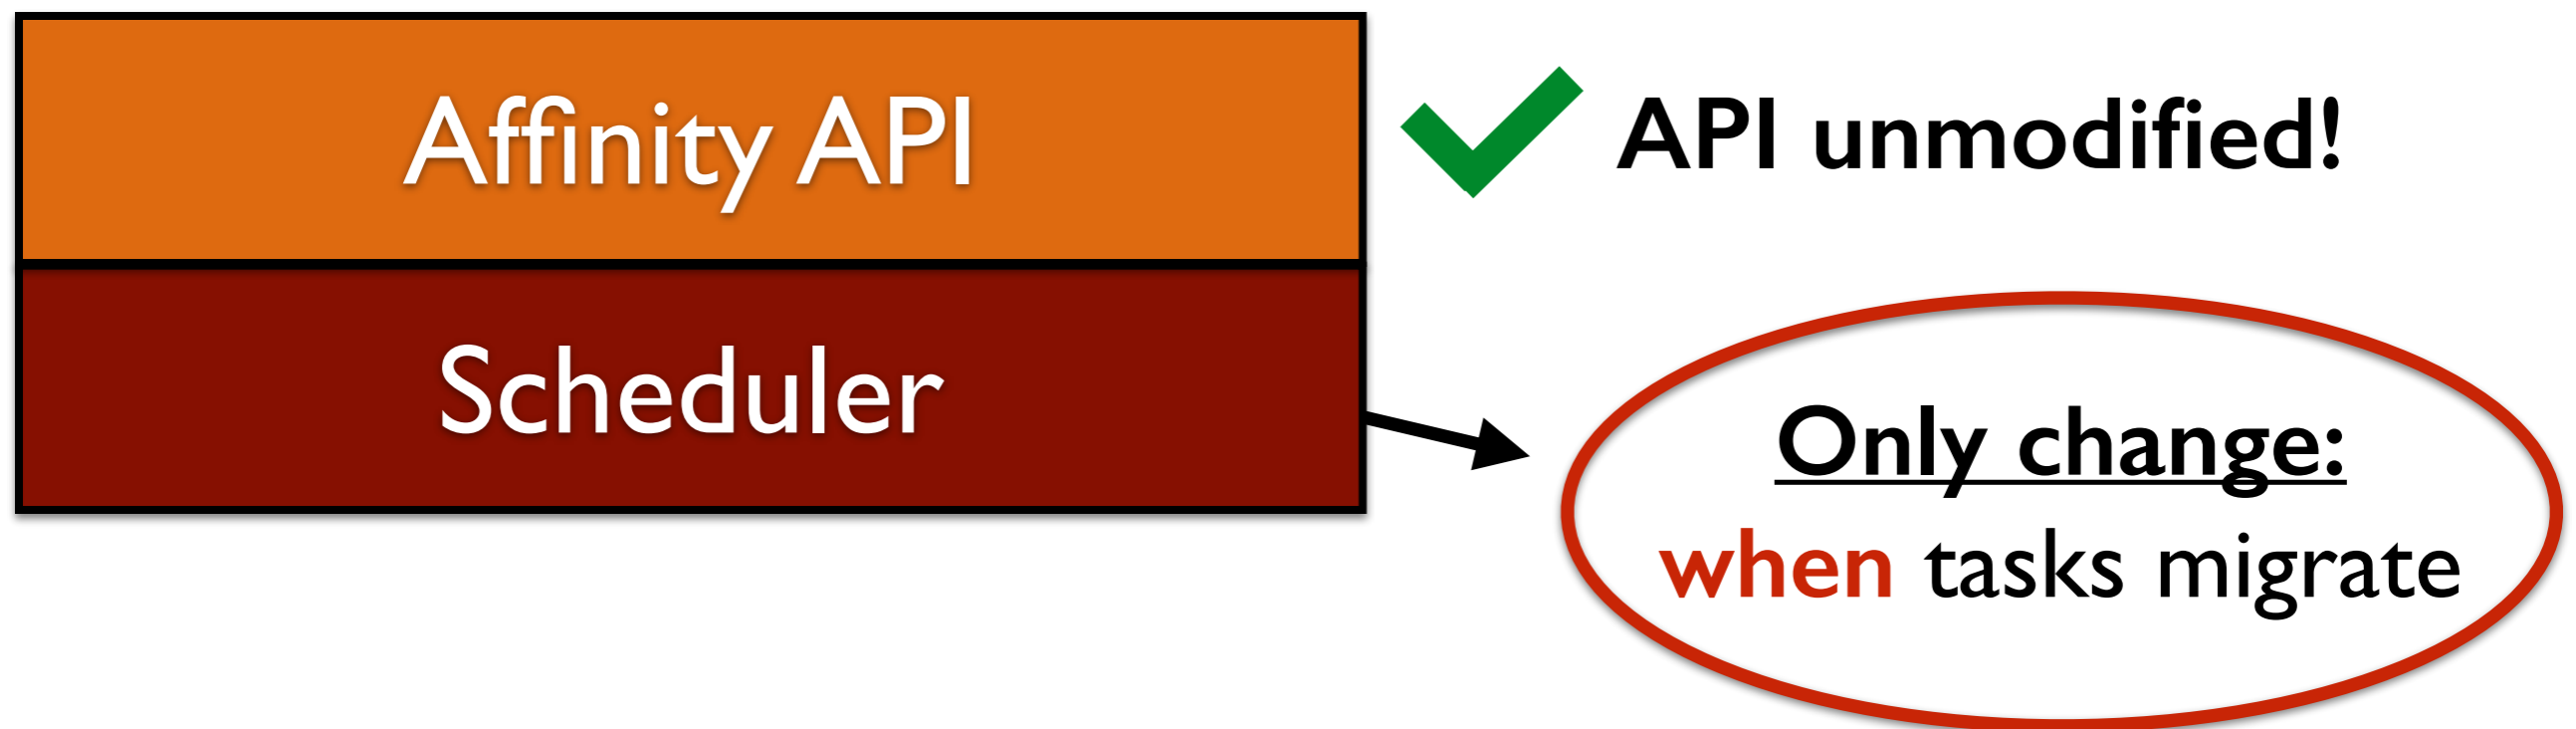 Affinity API
API unmodified!
Scheduler
Only change:
when tasks migrate